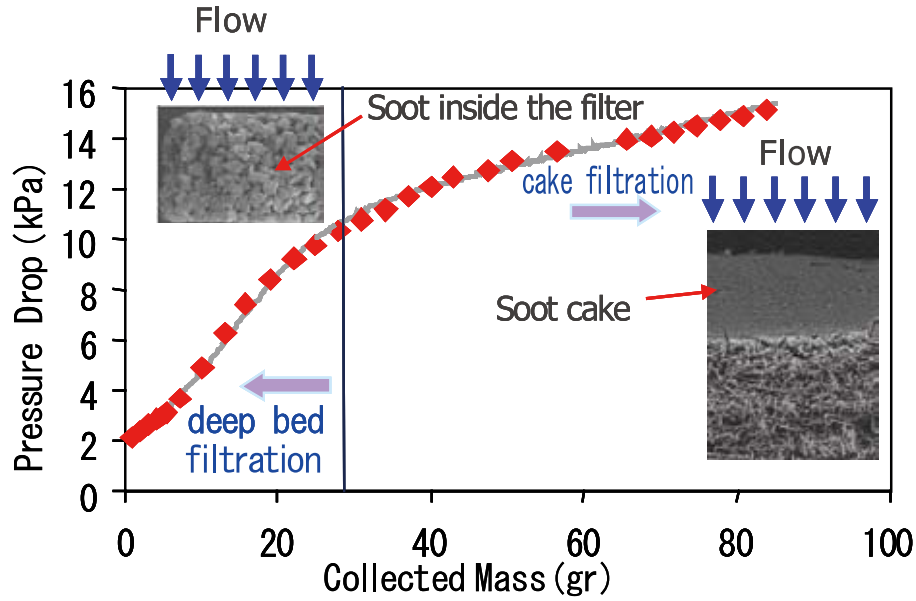 Flow
Soot inside the filter
Flow
cake filtration
Soot cake
deep bed
filtration
Pressure Drop (kPa)
16
14
12
10
8
6
4
2
0
0 20 40 60 80 100
Collected Mass (gr)